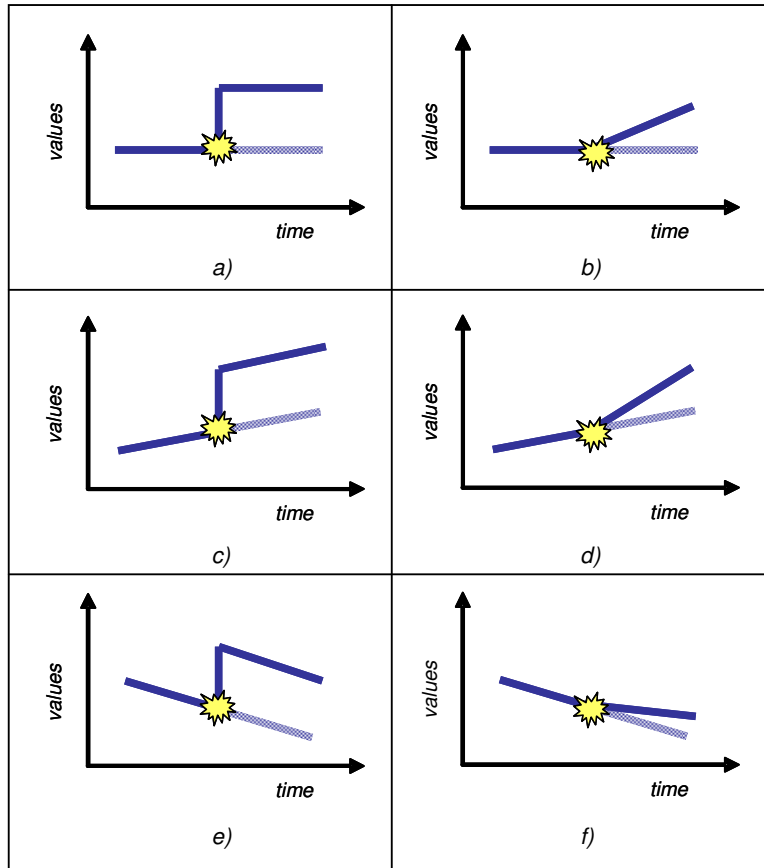 values
time
a)
values
time
b)
values
time
c)
values
time
d)
values
time
e)
values
time
f)